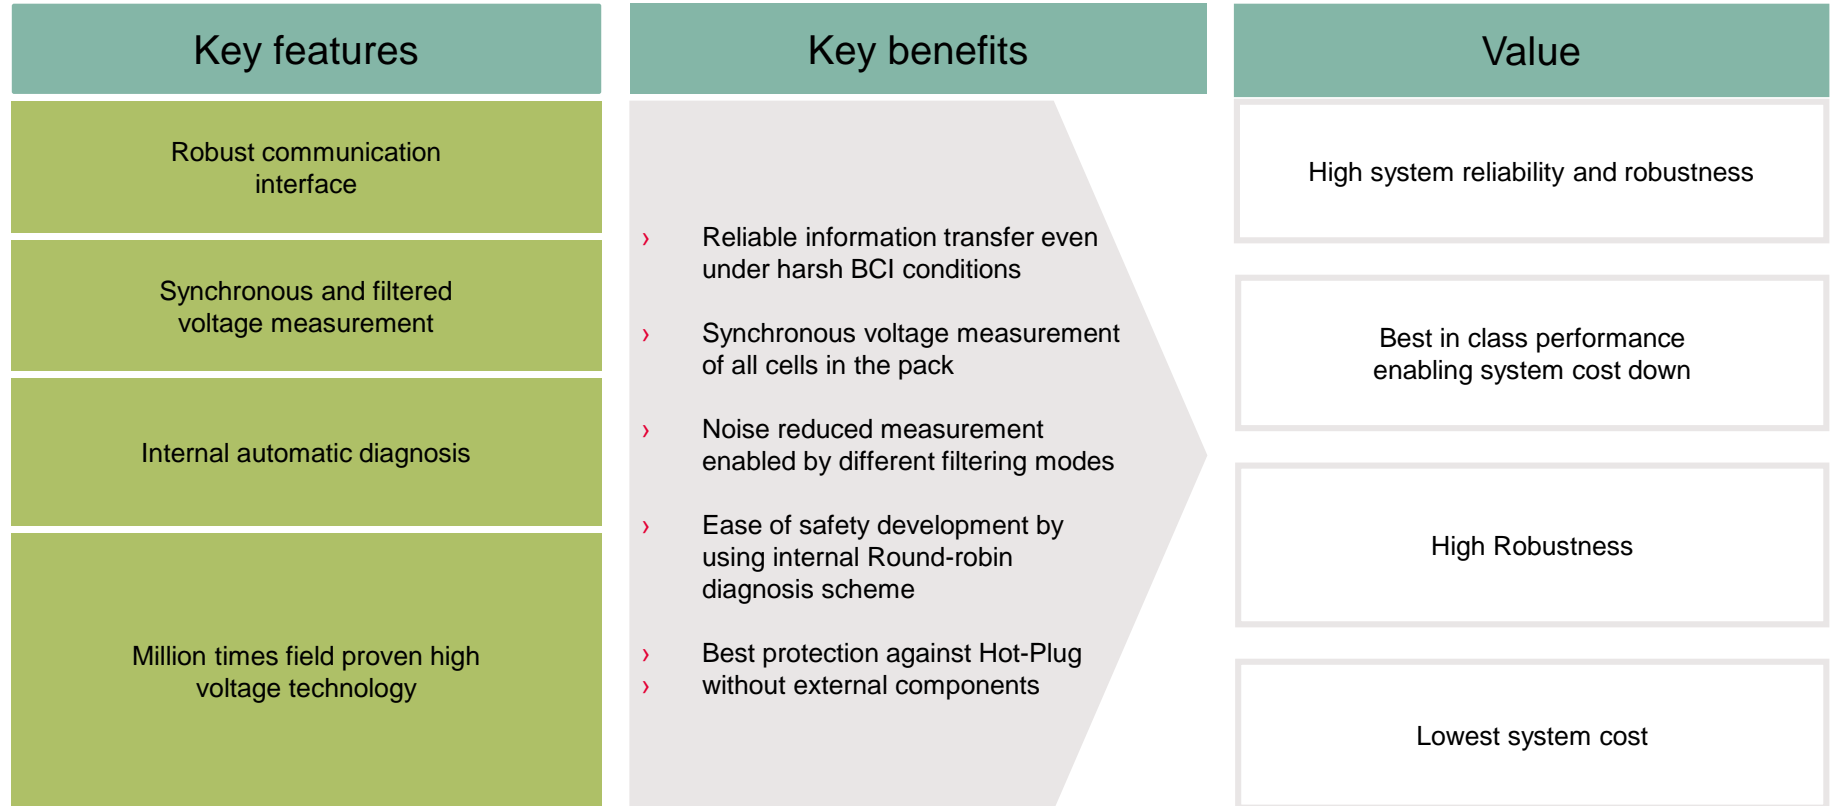 Key features
Robust communication
interface
Synchronous and filtered
voltage measurement
Internal automatic diagnosis
Million times field proven high
voltage technology
Key benefits
› Reliable information transfer even
under harsh BCI conditions
› Synchronous voltage measurement
of all cells in the pack
› Noise reduced measurement
enabled by different filtering modes
› Ease of safety development by
using internal Round-robin
diagnosis scheme
› Best protection against Hot-Plug
› without external components
Value
High system reliability and robustness
Best in class performance
enabling system cost down
High Robustness
Lowest system cost